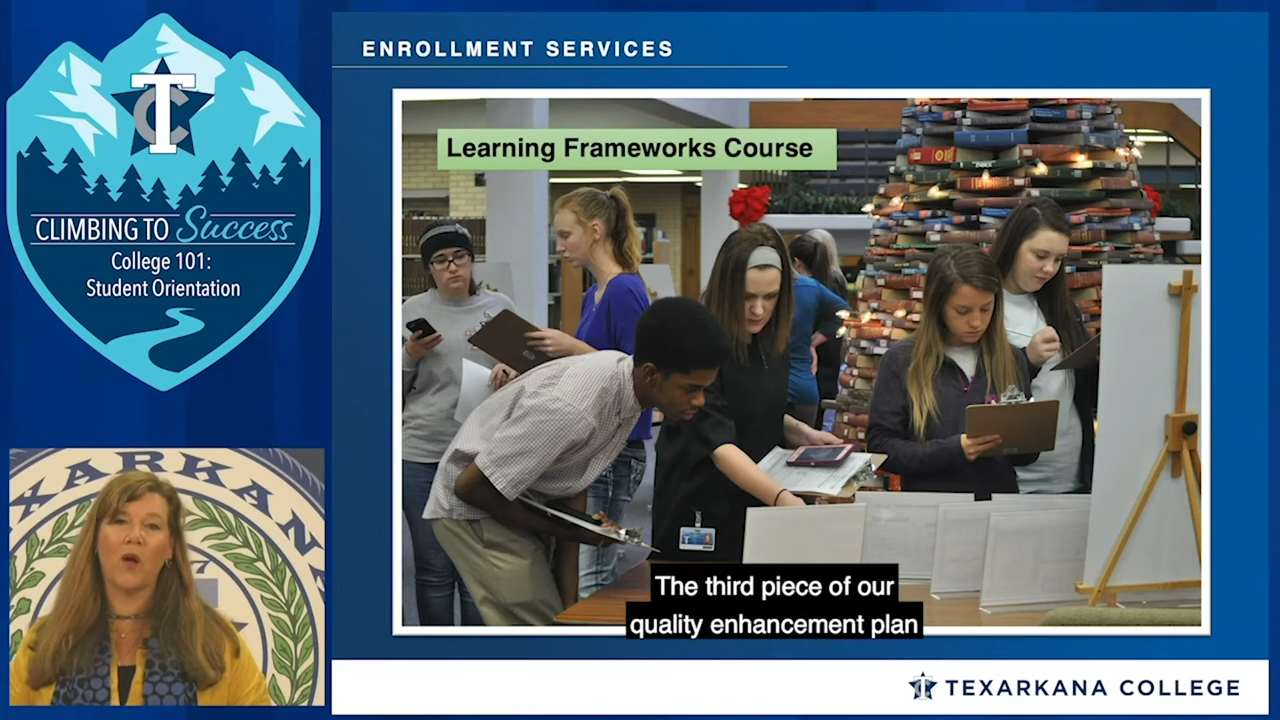 TC
CLIMBING TO Success
College 101:
Student Orientation
ENROLLMENT SERVICES
Learning Frameworks Course
The third piece of our
quality enhancement plan
TEXARKANA COLLEGE